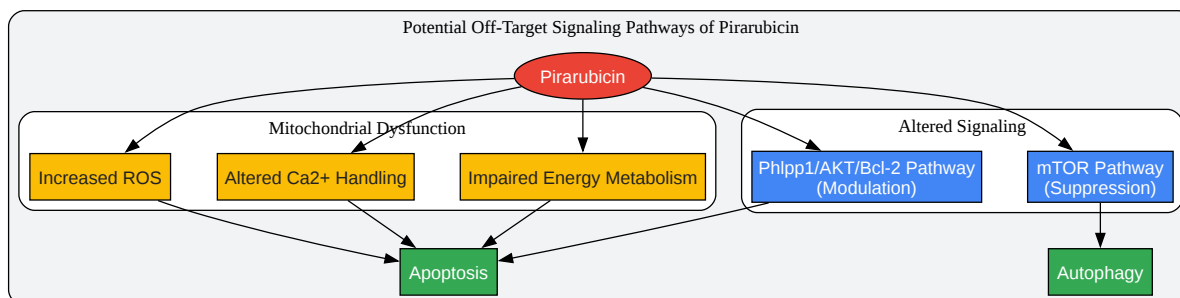 Potential Off-Target Signaling Pathways of Pirarubicin
Pirarubicin
Mitochondrial Dysfunction
Altered Signaling
Increased ROS
Altered Ca2+ Handling
Impaired Energy Metabolism
Phlpp1/AKT/Bcl-2 Pathway
(Modulation)
mTOR Pathway
(Suppression)
Apoptosis
Autophagy